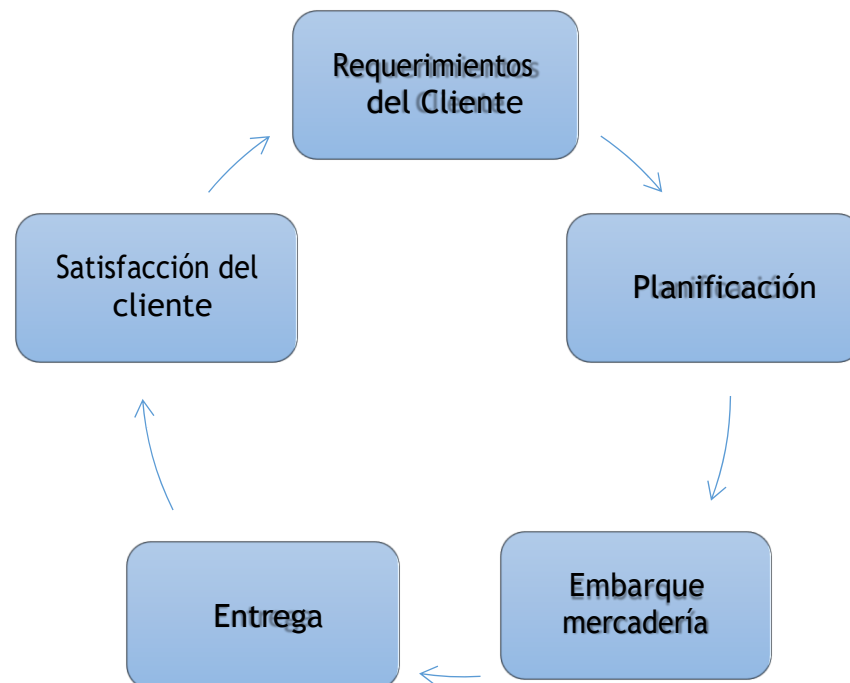 Requerimientos
del Cliente
Planificación
Embarque
mercadería
Entrega
Satisfacción del
cliente